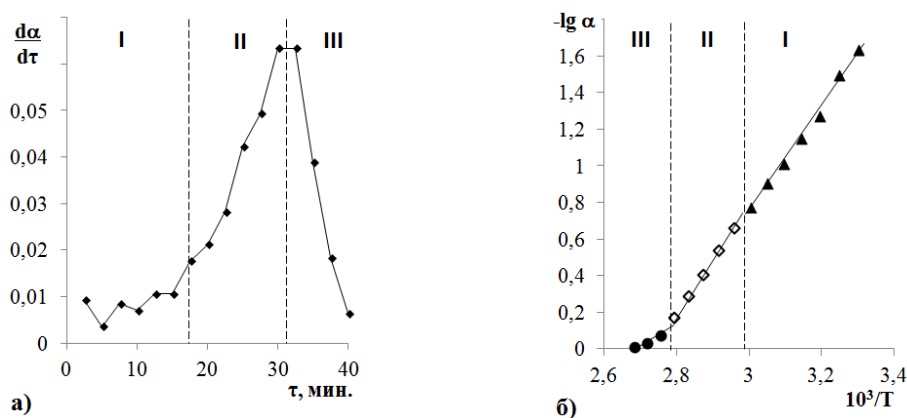 dα
dτ
I
II
III
0,05
0,04
0,03
0,02
0,01
0
0
10
20
30
40
τ, мин.
а)
-lg α
III
II
I
1,6
1,4
1,2
1
0,8
0,6
0,4
0,2
0
2,6
2,8
3
3,2
3,4
10³/T
б)